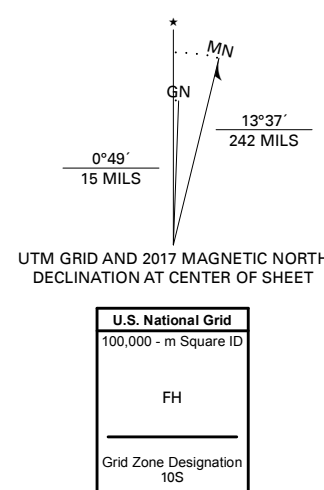 ★
MN
GN
13°37´
242 MILS
0°49´
15 MILS
UTM GRID AND 2017 MAGNETIC NORTH
DECLINATION AT CENTER OF SHEET
U.S. National Grid
100,000 - m Square ID
FH
Grid Zone Designation
10S